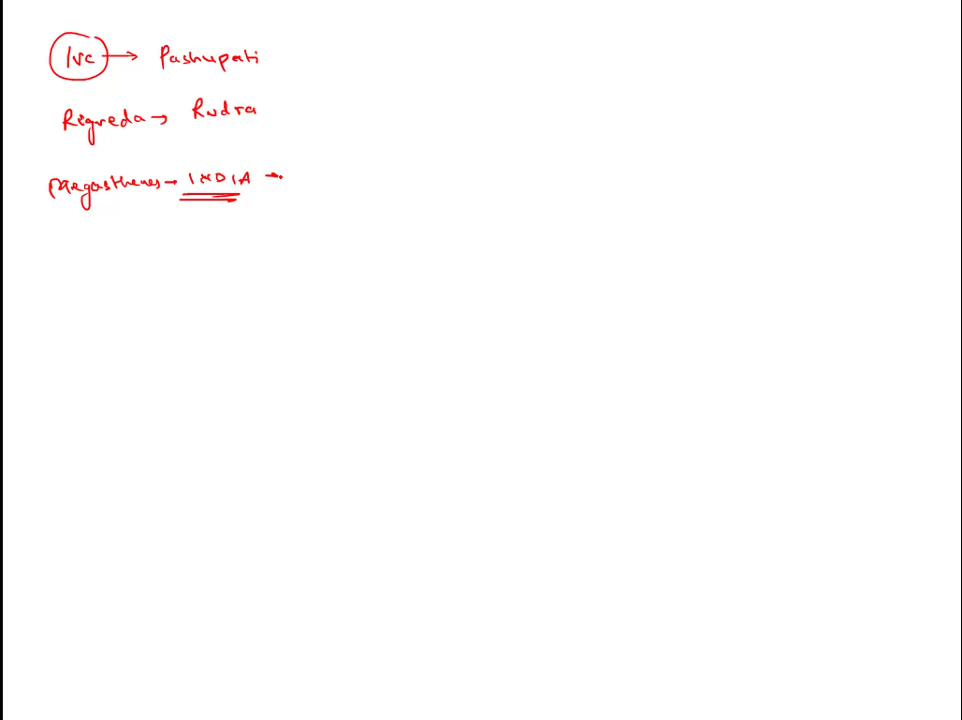 IVC → Pashupati
Rigveda → Rudra
Megasthenes → INDIA →